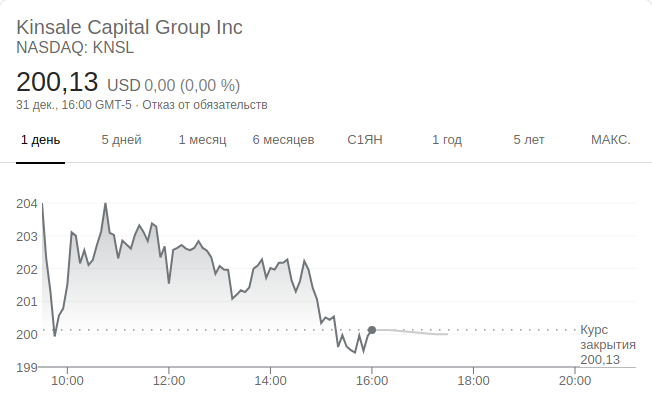 Kinsale Capital Group Inc
NASDAQ: KNSL
200,13 USD 0,00 (0,00 %)
31 дек., 16:00 GMT-5 · Отказ от обязательств
1 день 5 дней 1 месяц 6 месяцев С1ЯН 1 год 5 лет МАКС.
204
203
202
201
200
199
Курс
закрытия
200,13
10:00 12:00 14:00 16:00 18:00 20:00